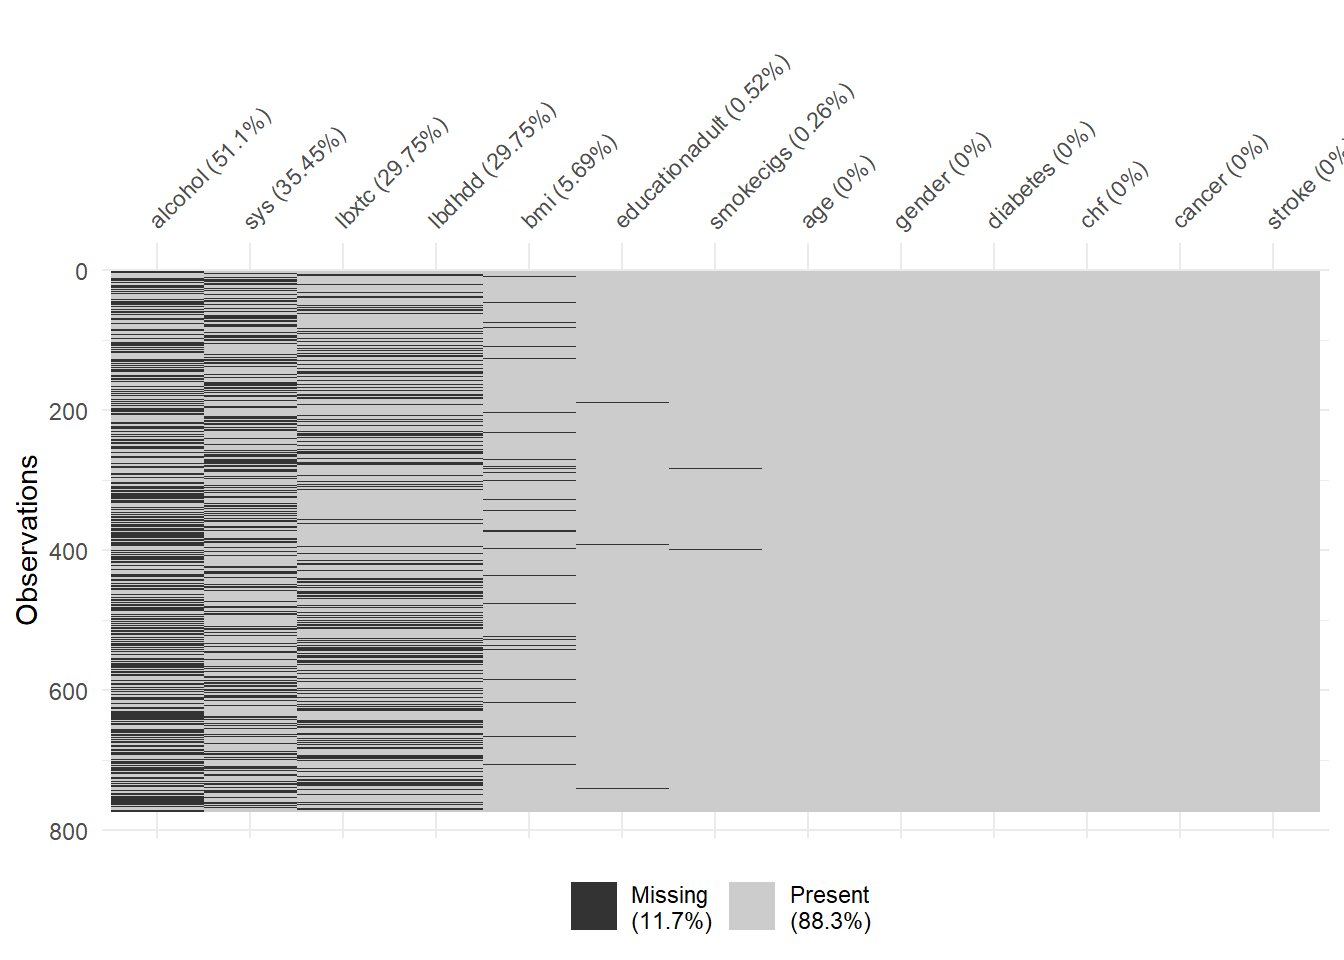 alcohol (51.1%)
sys (35.45%)
lbxtc (29.75%)
lbdhdd (29.75%)
bmi (5.69%)
educationadult (0.52%)
smokecigs (0.26%)
age (0%)
gender (0%)
diabetes (0%)
chf (0%)
cancer (0%)
stroke (0%
0
200
400
600
800
Observations
Missing
(11.7%)
Present
(88.3%)